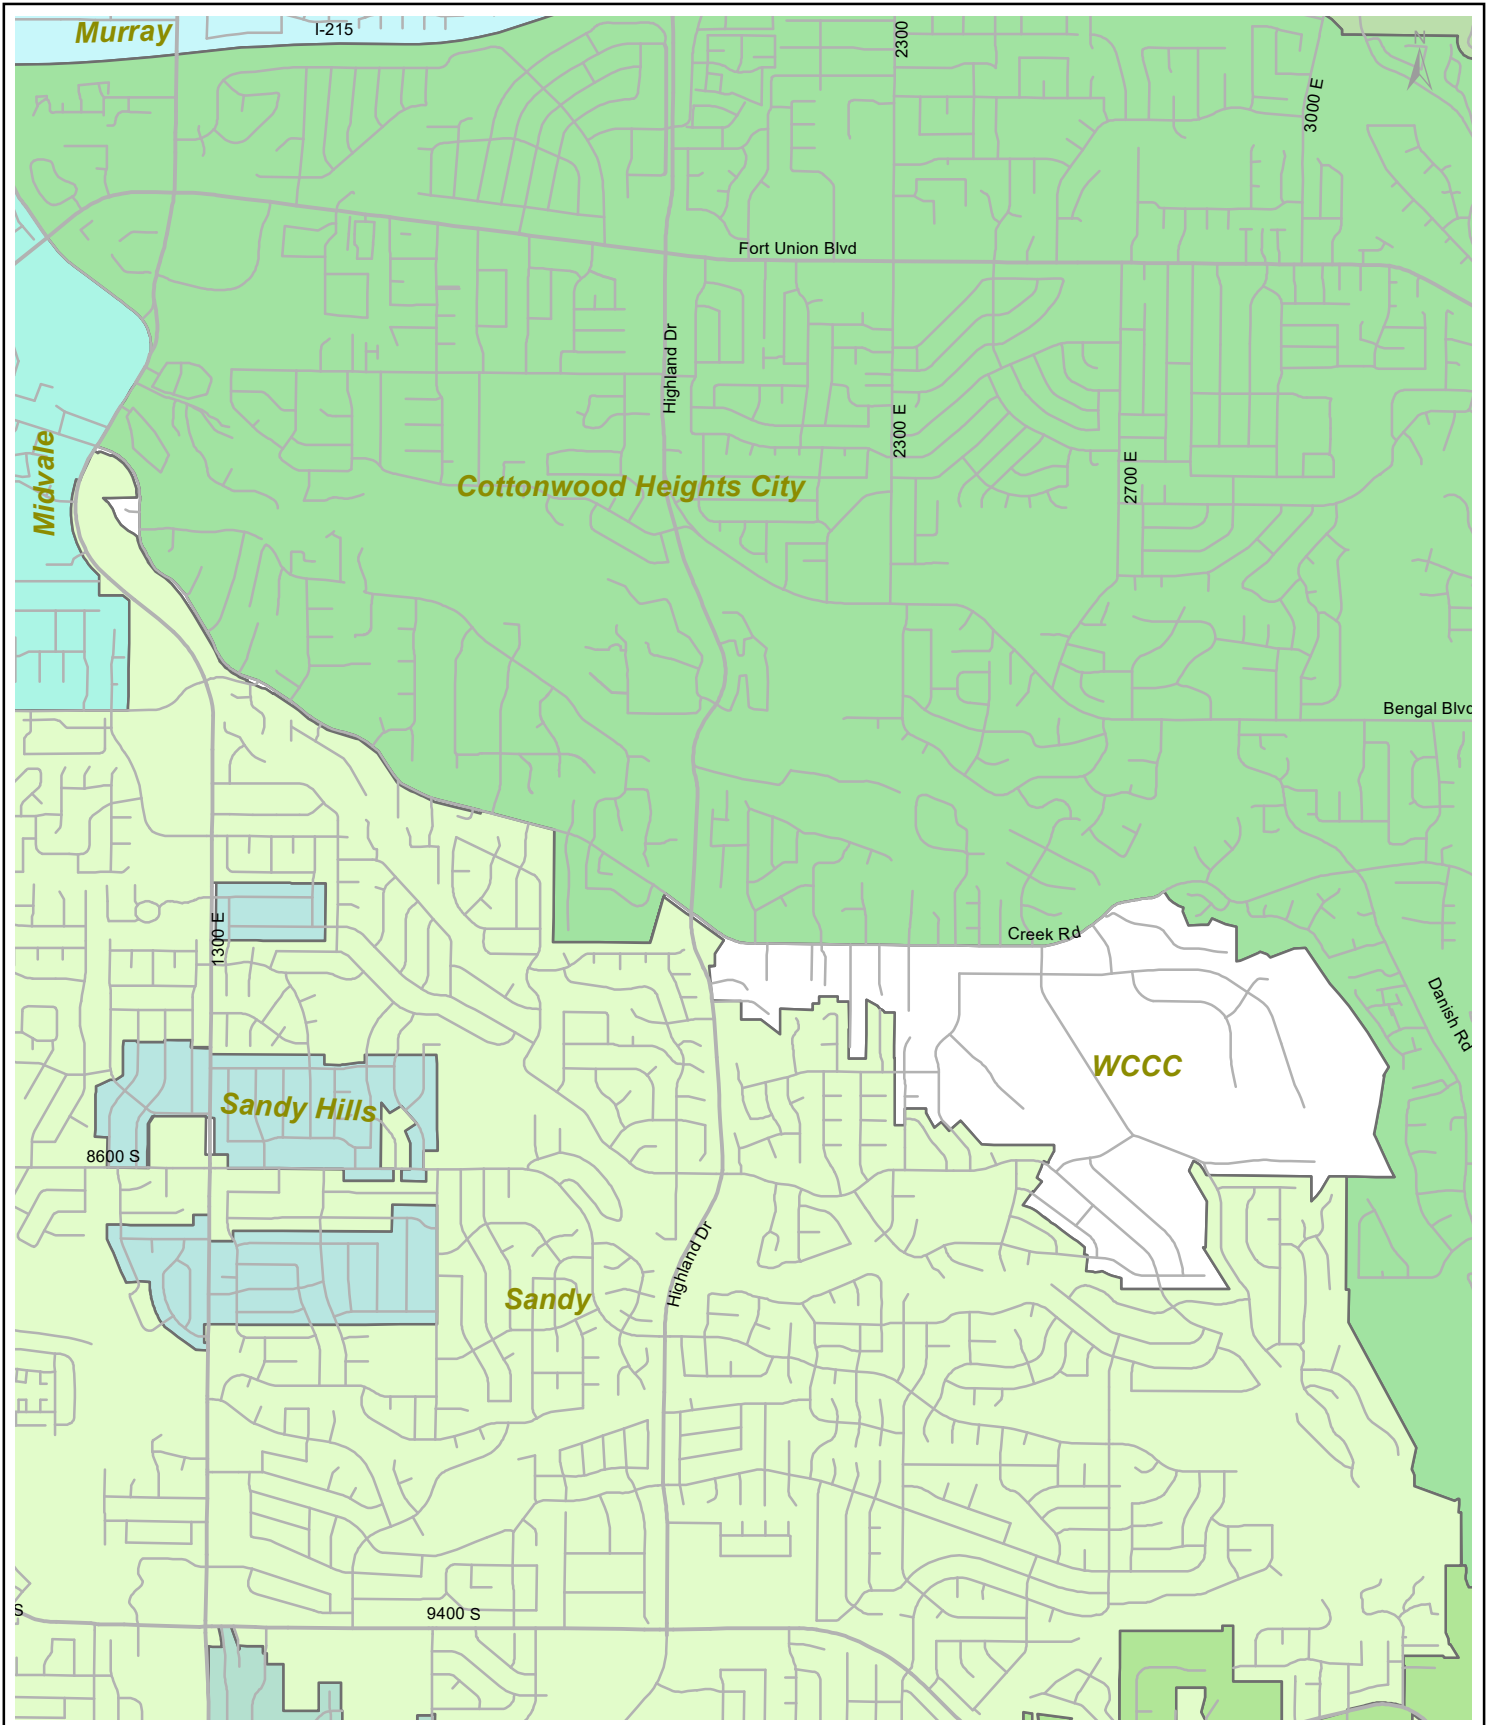 Murray
I-215
2300
N
3000 E
Fort Union Blvd
Highland Dr
2300 E
Midvale
2700 E
Cottonwood Heights City
Bengal Blvd
1300 E
Creek Rd
Danish Rd
WCCC
Sandy Hills
8600 S
Highland Dr
Sandy
S
9400 S